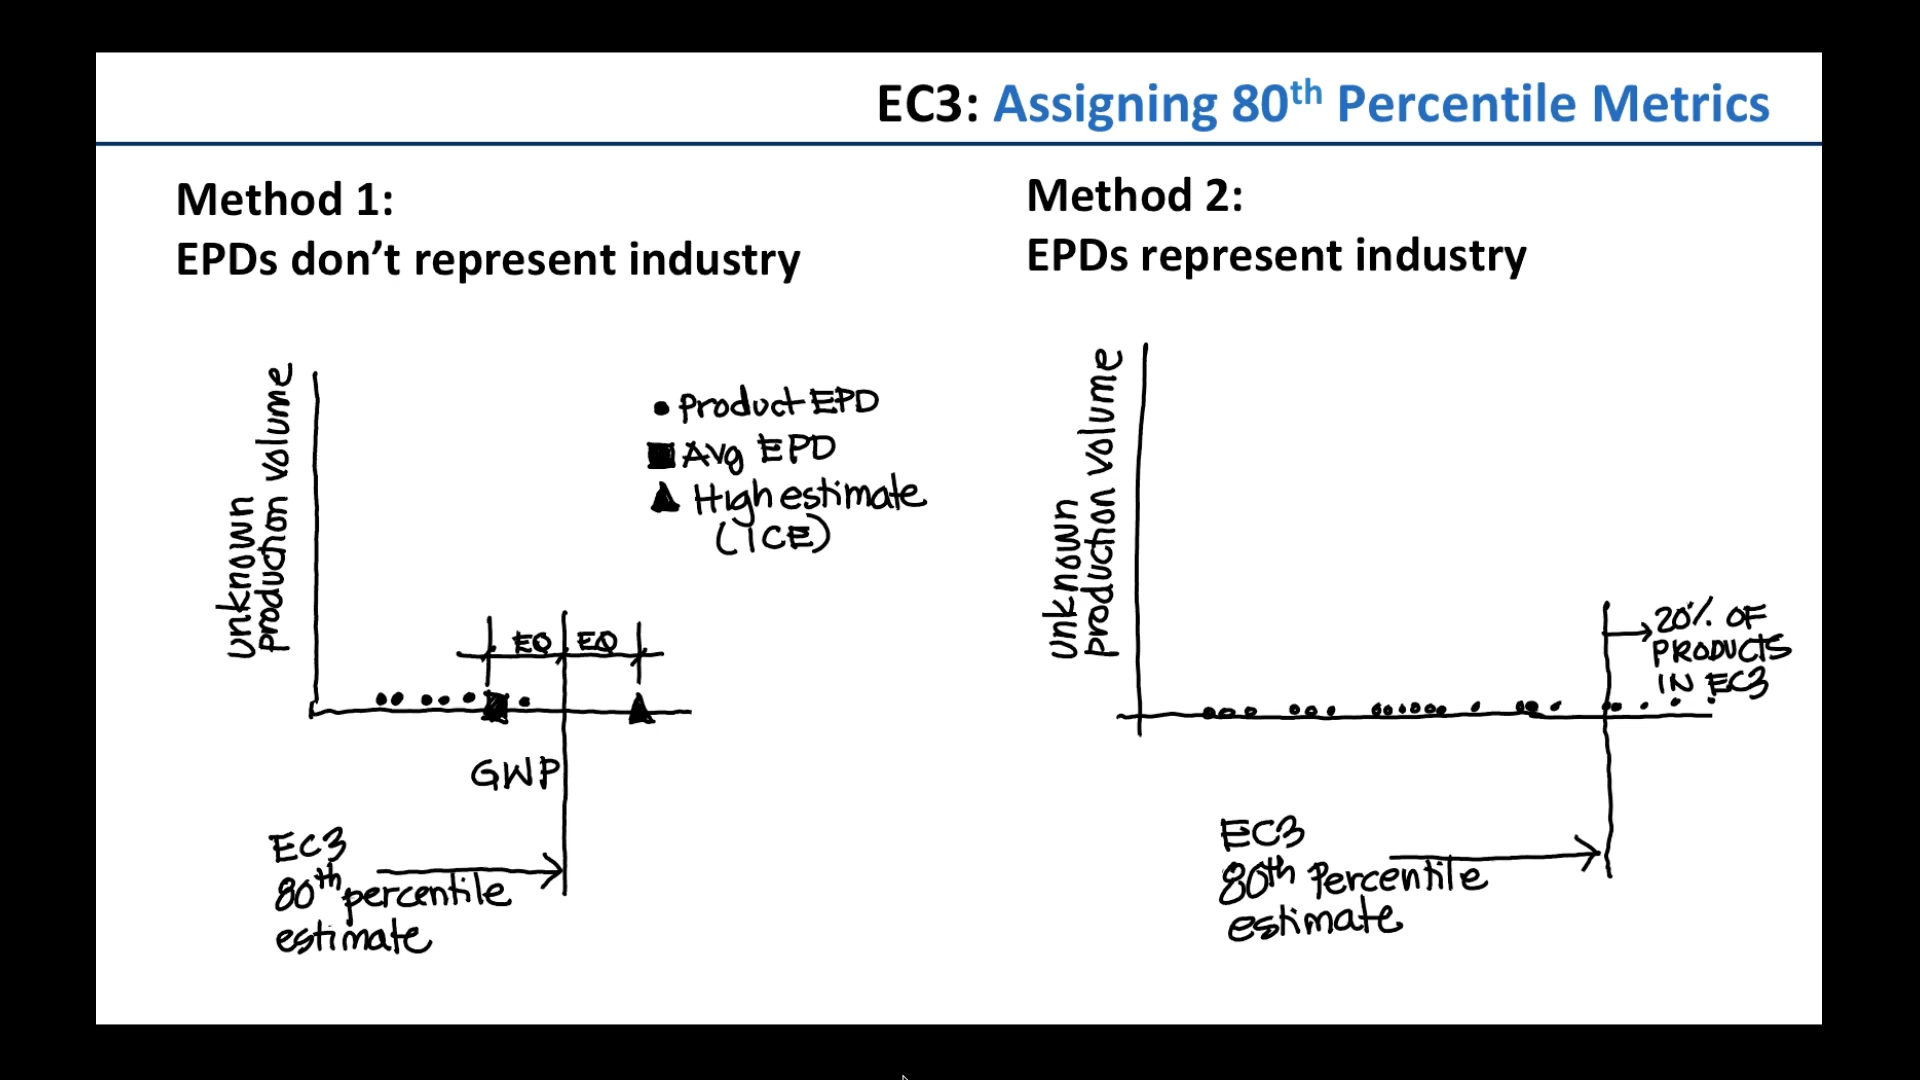 EC3: Assigning 80th Percentile Metrics
Method 1:
EPDs don't represent industry
unknown
production volume
• Product EPD
■ Avg EPD
▲ High estimate
(ICE)
EQ EQ
GWP
EC3
80th percentile
estimate
Method 2:
EPDs represent industry
unknown
production volume
20% OF
PRODUCTS
IN EC3
EC3
80th Percentile
estimate